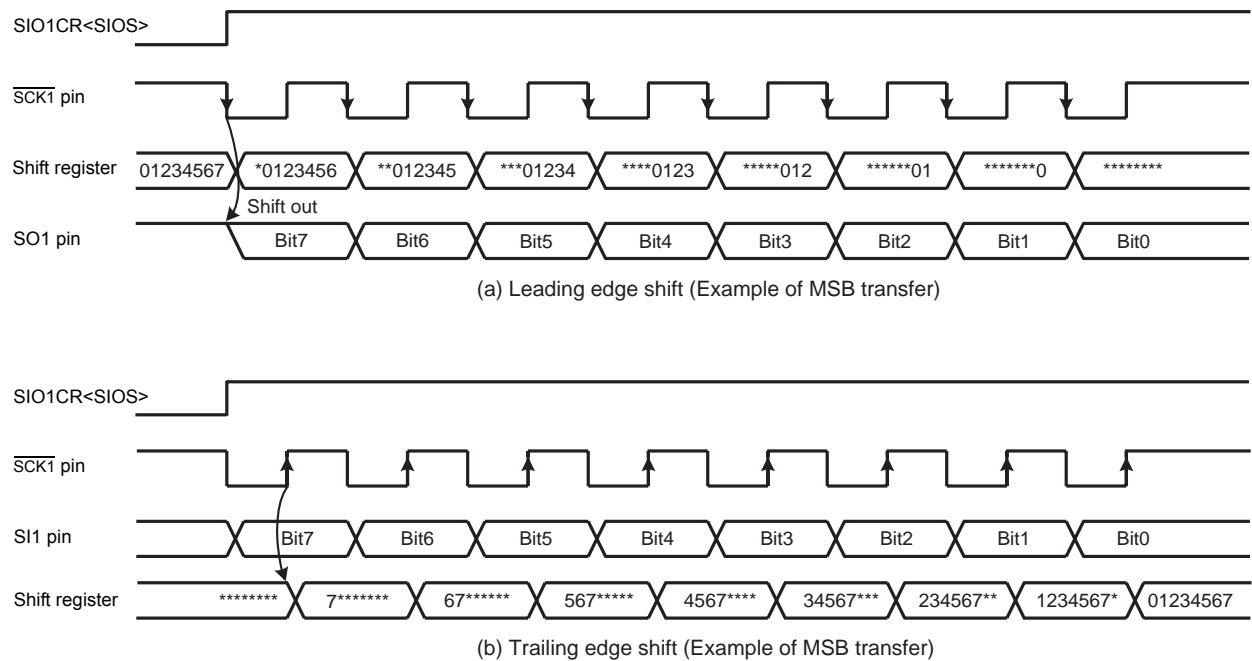 SIO1CR<SIOS>
SCK1 pin
Shift register 01234567 *0123456 **012345 ***01234 ****0123 *****012 ******01 *******0 ********
Shift out
SO1 pin Bit7 Bit6 Bit5 Bit4 Bit3 Bit2 Bit1 Bit0
(a) Leading edge shift (Example of MSB transfer)
SIO1CR<SIOS>
SCK1 pin
SI1 pin Bit7 Bit6 Bit5 Bit4 Bit3 Bit2 Bit1 Bit0
Shift register ******** 7******* 67****** 567***** 4567**** 34567*** 234567** 1234567* 01234567
(b) Trailing edge shift (Example of MSB transfer)